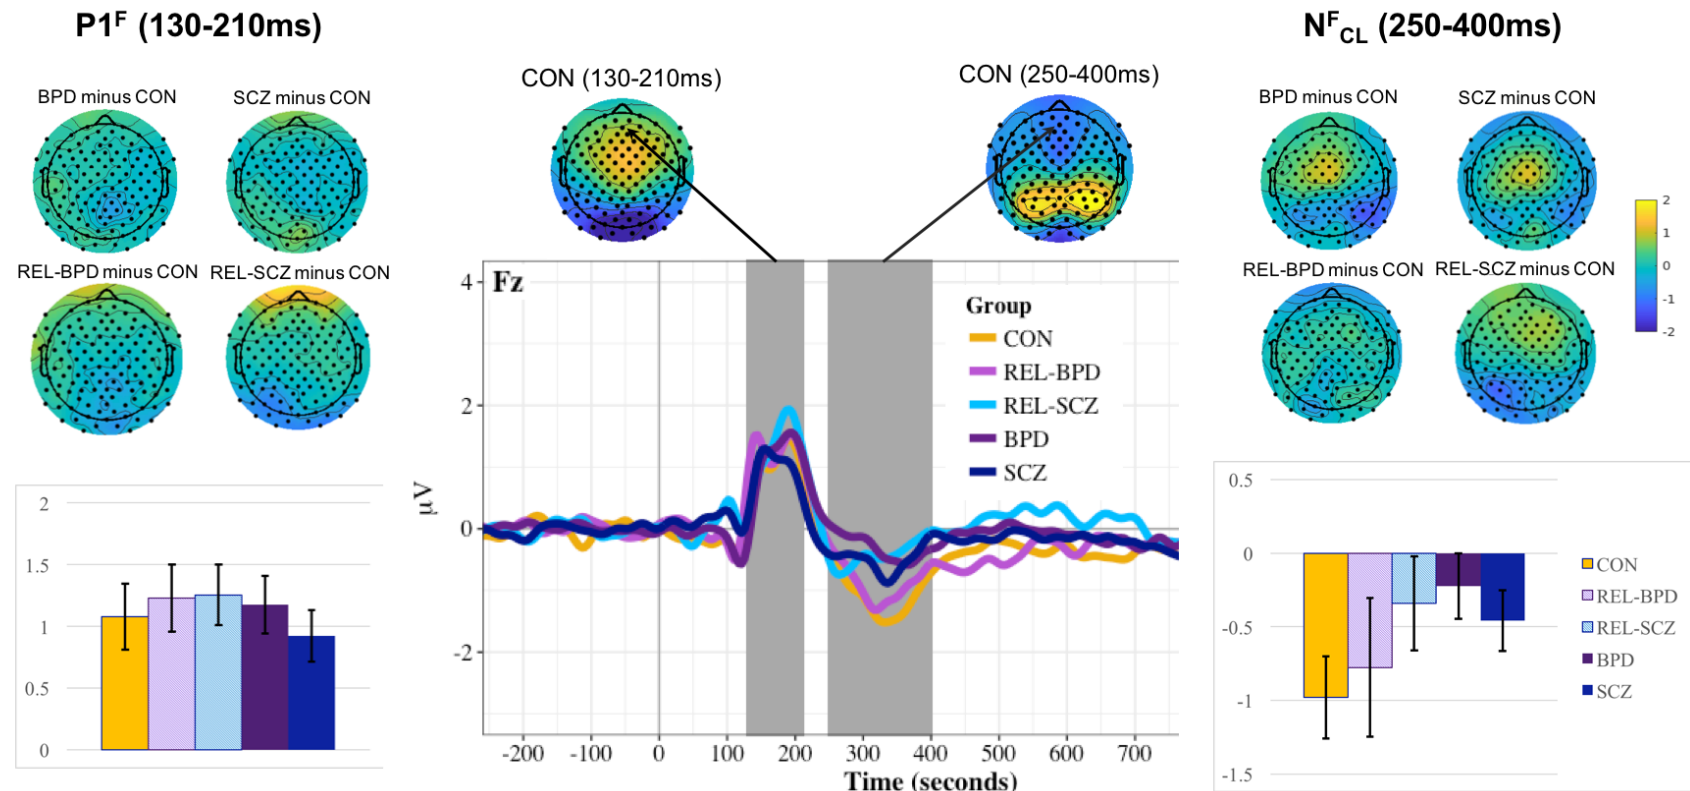 P1F (130-210ms)
NFCL (250-400ms)
CON (130-210ms)
CON (250-400ms)
BPD minus CON
SCZ minus CON
REL-BPD minus CON
REL-SCZ minus CON
BPD minus CON
SCZ minus CON
REL-BPD minus CON
REL-SCZ minus CON
2
1
0
-1
-2
2
1.5
1
0.5
0
Fz
µV
4
2
0
-2
-200
-100
0
100
200
300
400
500
600
700
Time (seconds)
Group
CON
REL-BPD
REL-SCZ
BPD
SCZ
0.5
0
-0.5
-1
-1.5
CON
REL-BPD
REL-SCZ
BPD
SCZ